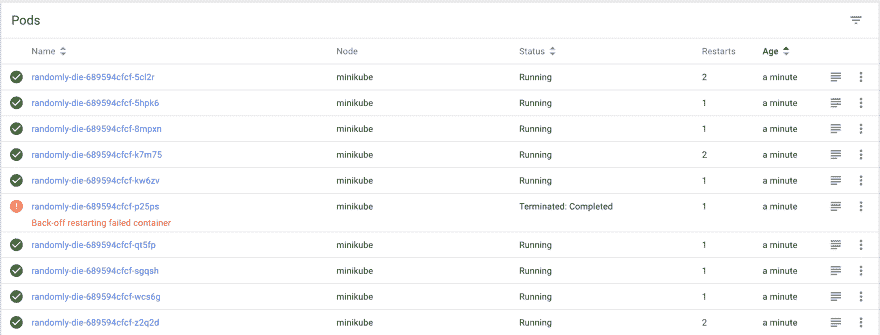 Pods
Name Node Status Restarts Age
randomly-die-689594cfcf-5cl2r minikube Running 2 a minute
randomly-die-689594cfcf-5hpk6 minikube Running 1 a minute
randomly-die-689594cfcf-8mpxn minikube Running 1 a minute
randomly-die-689594cfcf-k7m75 minikube Running 2 a minute
randomly-die-689594cfcf-kw6zv minikube Running 1 a minute
randomly-die-689594cfcf-p25ps minikube Terminated: Completed 1 a minute
Back-off restarting failed container
randomly-die-689594cfcf-qt5fp minikube Running 1 a minute
randomly-die-689594cfcf-sgqsh minikube Running 1 a minute
randomly-die-689594cfcf-wcs6g minikube Running 1 a minute
randomly-die-689594cfcf-z2q2d minikube Running 2 a minute